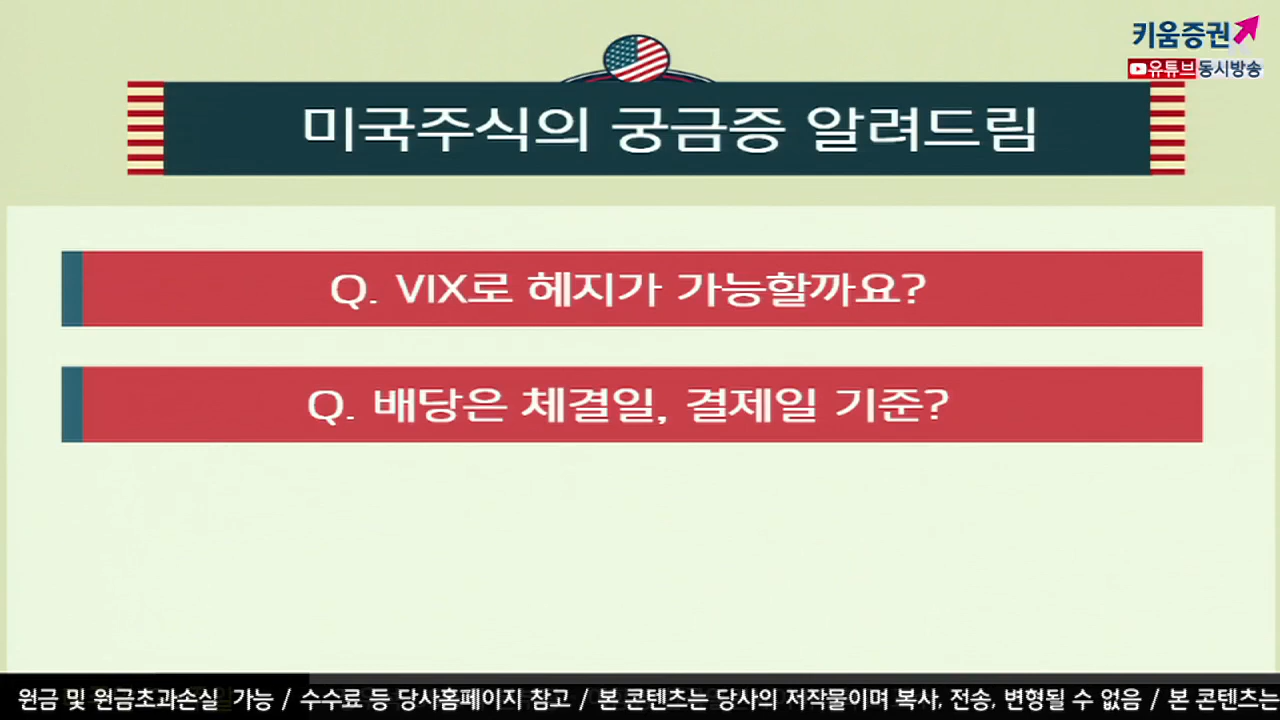 키움증권
유튜브 동시방송
미국주식의 궁금증 알려드림
Q. VIX로 헤지가 가능할까요?
Q. 배당은 체결일, 결제일 기준?
원금 및 원금초과손실 가능 / 수수료 등 당사홈페이지 참고 / 본 콘텐츠는 당사의 저작물이며 복사, 전송, 변형될 수 없음 / 본 콘텐츠는